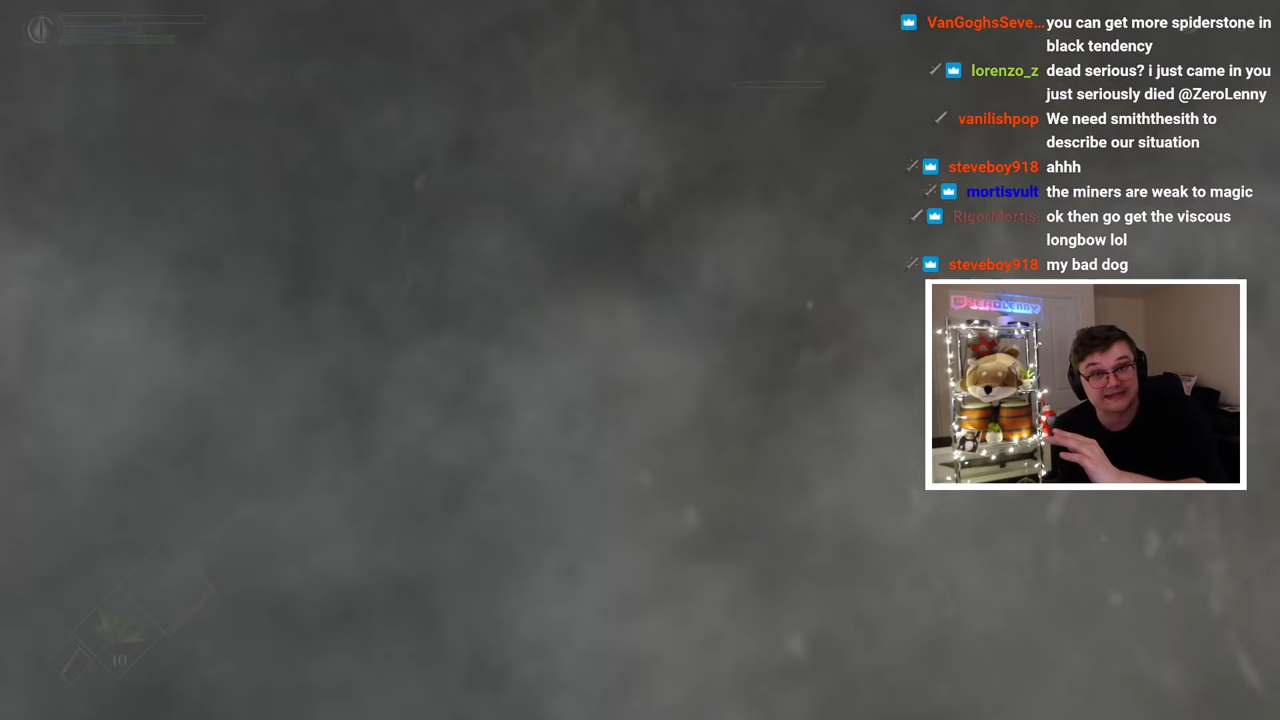 VanGoghsSeve... you can get more spiderstone in
black tendency
lorenzo_z dead serious? i just came in you
just seriously died @ZeroLenny
vanilishpop We need smiththesith to
describe our situation
steveboy918 ahhh
mortisvult the miners are weak to magic
RigorMortis... ok then go get the viscous
longbow lol
steveboy918 my bad dog
ZEROLENNY
10